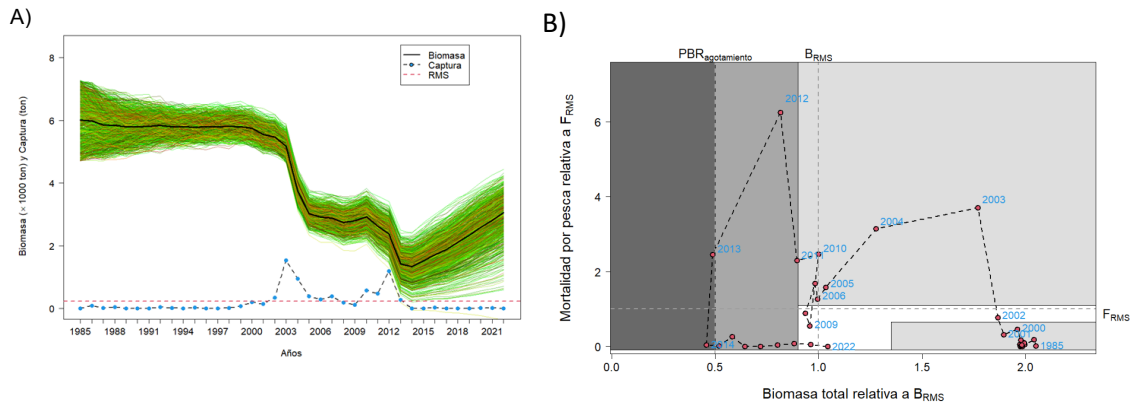 A)
Biomasa (× 1000 ton) y Captura (ton)
8
6
4
2
0
Biomasa
Captura
RMS
1985 1988 1991 1994 1997 2000 2003 2006 2009 2012 2015 2018 2021
Años
B)
PBRagotamiento
BRMS
Mortalidad por pesca relativa a FRMS
6
4
2
0
2012
2003
2004
2013
2011
2010
2005
2006
2009
2002
FRMS
2000
2001
1985
2014
2022
0.0 0.5 1.0 1.5 2.0
Biomasa total relativa a BRMS